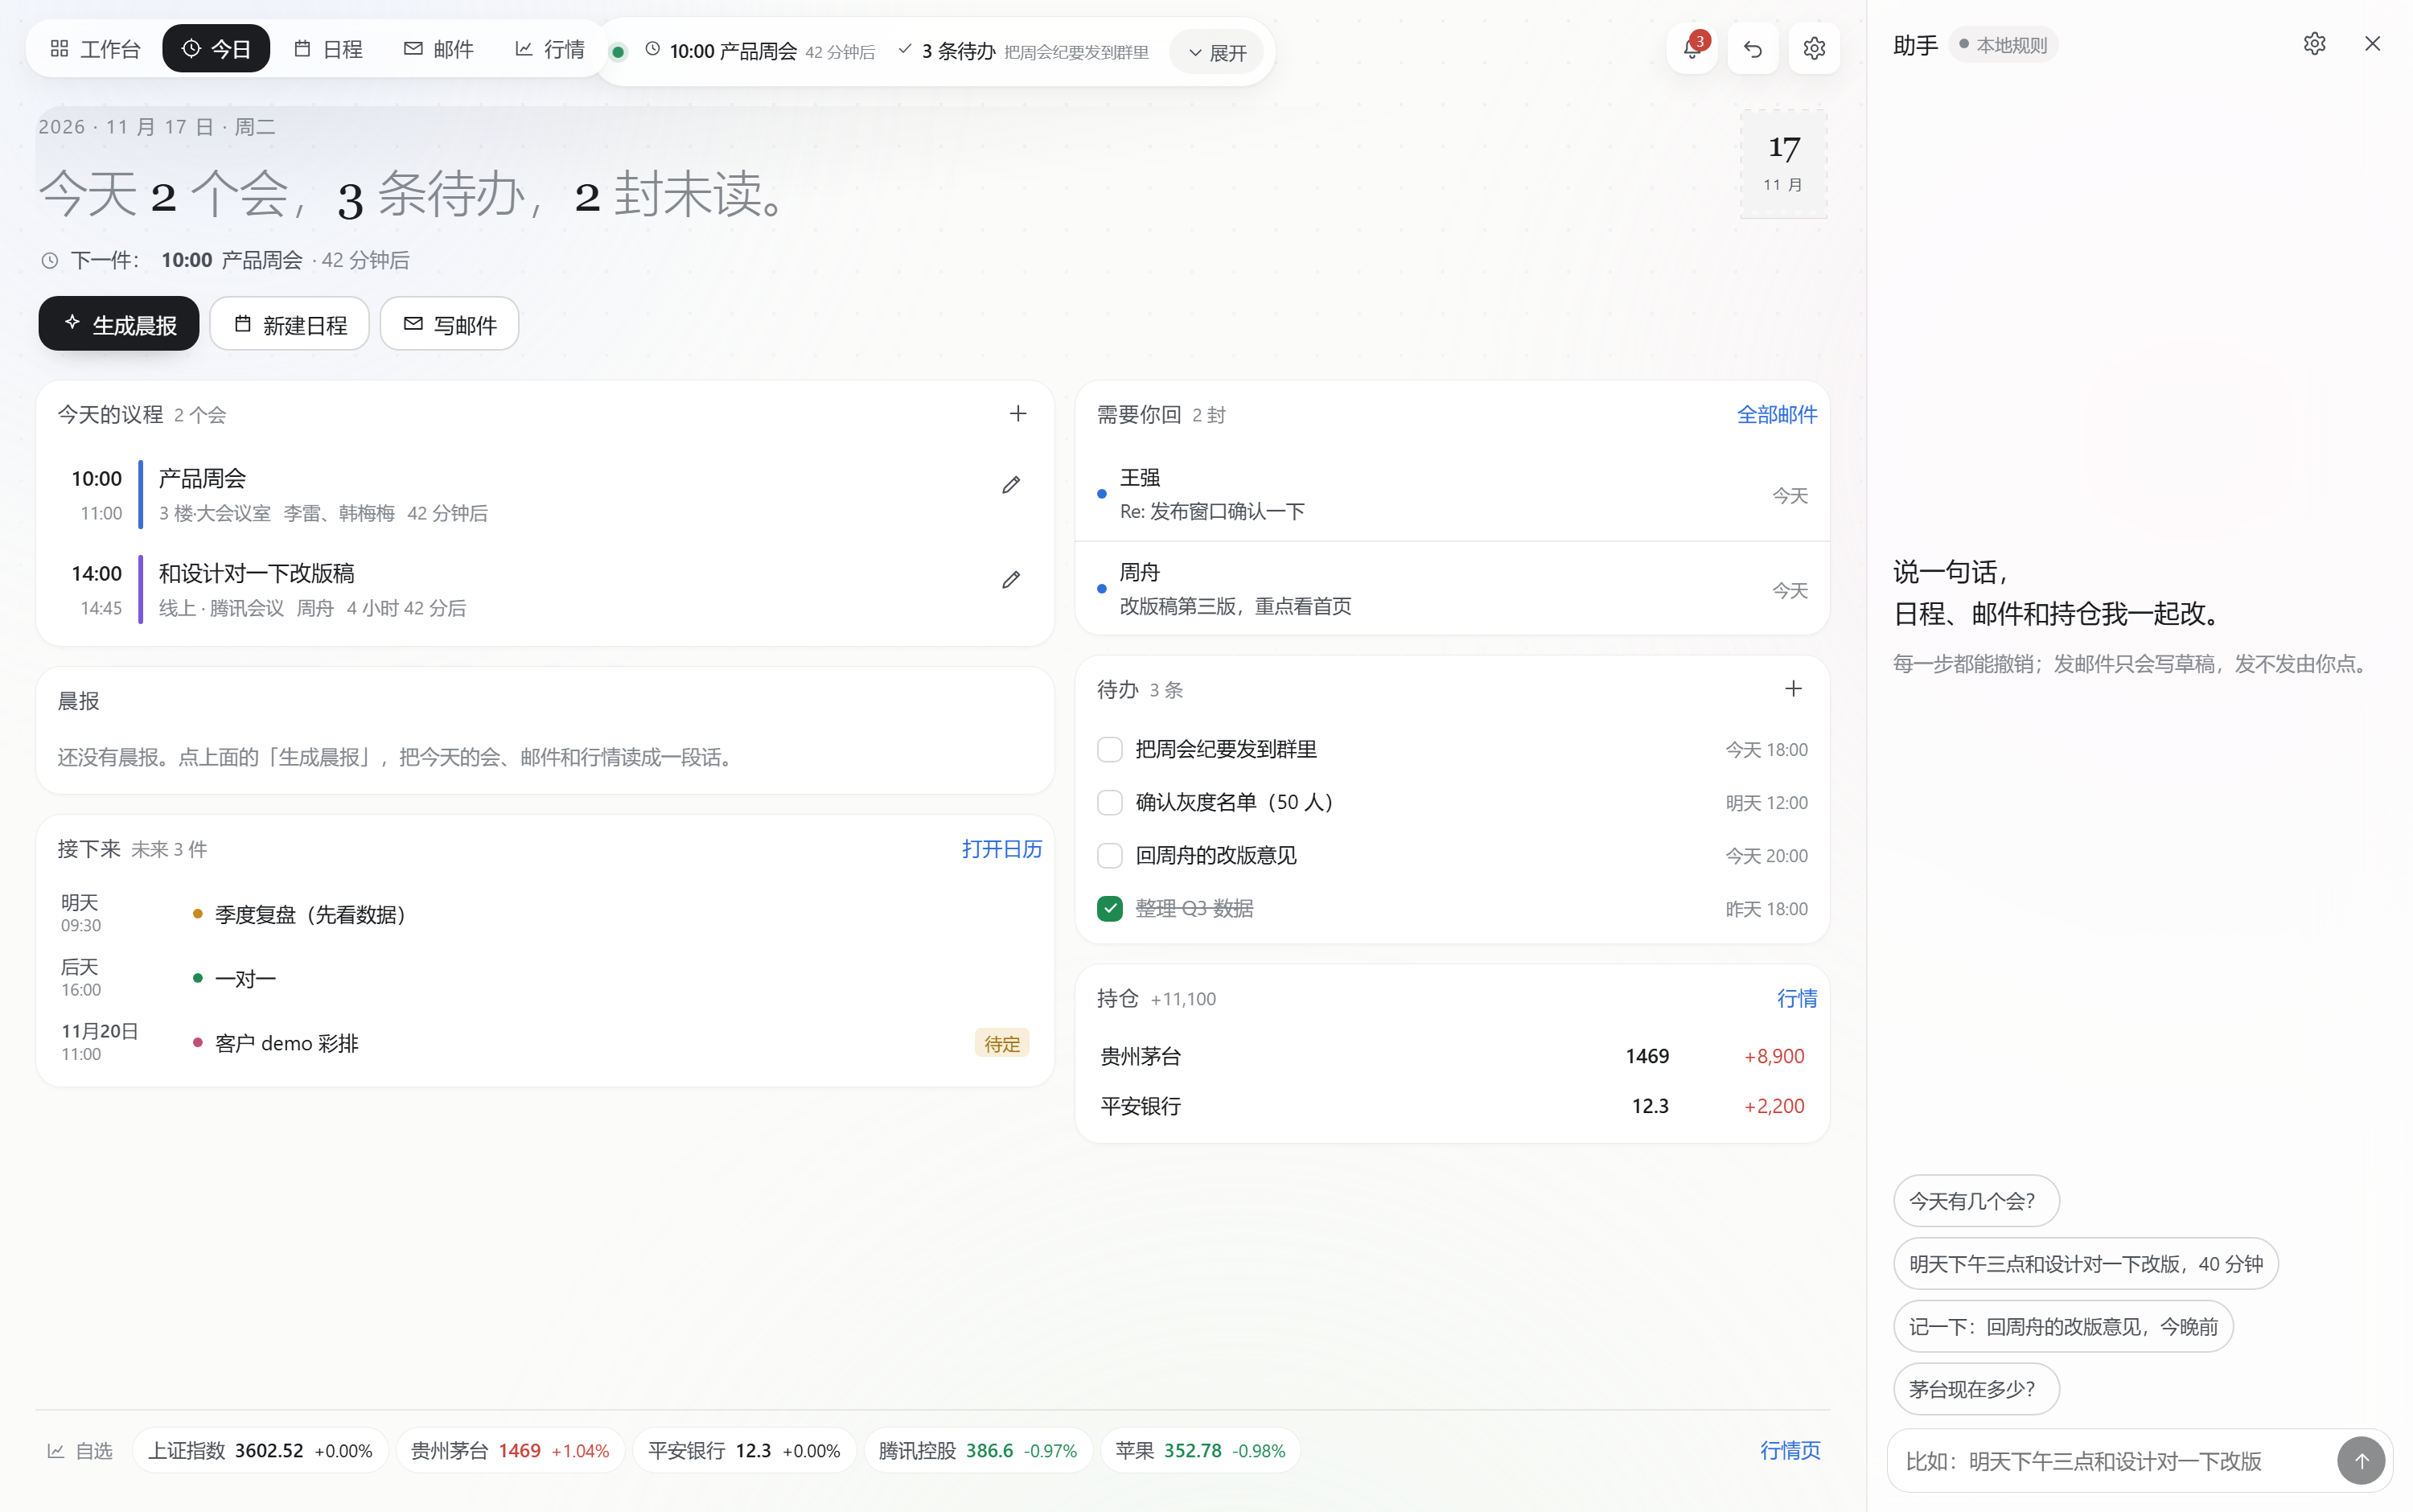 工作台 今日 日程 邮件 行情
10:00 产品周会 42 分钟后 3 条待办 把周会纪要发到群里 展开
3
2026 · 11 月 17 日 · 周二
今天 2 个会，3 条待办，2 封未读。
17
11 月
下一件： 10:00 产品周会 · 42 分钟后
生成晨报 新建日程 写邮件
今天的议程 2 个会
10:00 产品周会
11:00 3 楼·大会议室 李雷、韩梅梅 42 分钟后
14:00 和设计对一下改版稿
14:45 线上 · 腾讯会议 周舟 4 小时 42 分后
晨报
还没有晨报。点上面的「生成晨报」，把今天的会、邮件和行情读成一段话。
接下来 未来 3 件 打开日历
明天
09:30
季度复盘（先看数据）
后天
16:00
一对一
11月20日
11:00
客户 demo 彩排 待定
需要你回 2 封 全部邮件
王强
Re: 发布窗口确认一下
今天
周舟
改版稿第三版，重点看首页
今天
待办 3 条
把周会纪要发到群里 今天 18:00
确认灰度名单（50 人） 明天 12:00
回周舟的改版意见 今天 20:00
整理 Q3 数据 昨天 18:00
持仓 +11,100 行情
贵州茅台 1469 +8,900
平安银行 12.3 +2,200
自选 上证指数 3602.52 +0.00% 贵州茅台 1469 +1.04% 平安银行 12.3 +0.00% 腾讯控股 386.6 -0.97% 苹果 352.78 -0.98% 行情页
助手 本地规则
说一句话，
日程、邮件和持仓我一起改。
每一步都能撤销；发邮件只会写草稿，发不发由你点。
今天有几个会？
明天下午三点和设计对一下改版，40 分钟
记一下：回周舟的改版意见，今晚前
茅台现在多少？
比如：明天下午三点和设计对一下改版